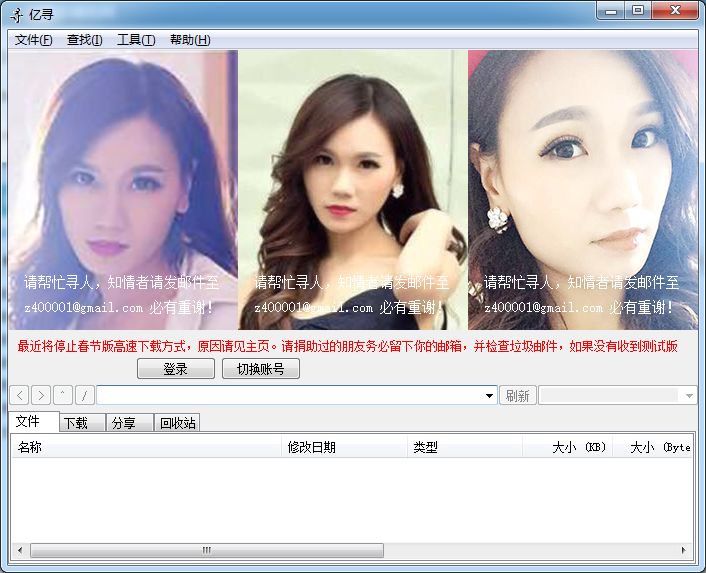 亿寻
文件(F) 查找(I) 工具(T) 帮助(H)
请帮忙寻人，知情者请发邮件至
z400001@gmail.com 必有重谢!
请帮忙寻人，知情者请发邮件至
z400001@gmail.com 必有重谢!
请帮忙寻人，知情者请发邮件至
z400001@gmail.com 必有重谢!
最近将停止春节版高速下载方式，原因请见主页。请捐助过的朋友务必留下你的邮箱，并检查垃圾邮件，如果没有收到测试版
登录 切换账号
< > ^ / 刷新
文件 下载 分享 回收站
名称 修改日期 类型 大小 (KB) 大小 (Byte